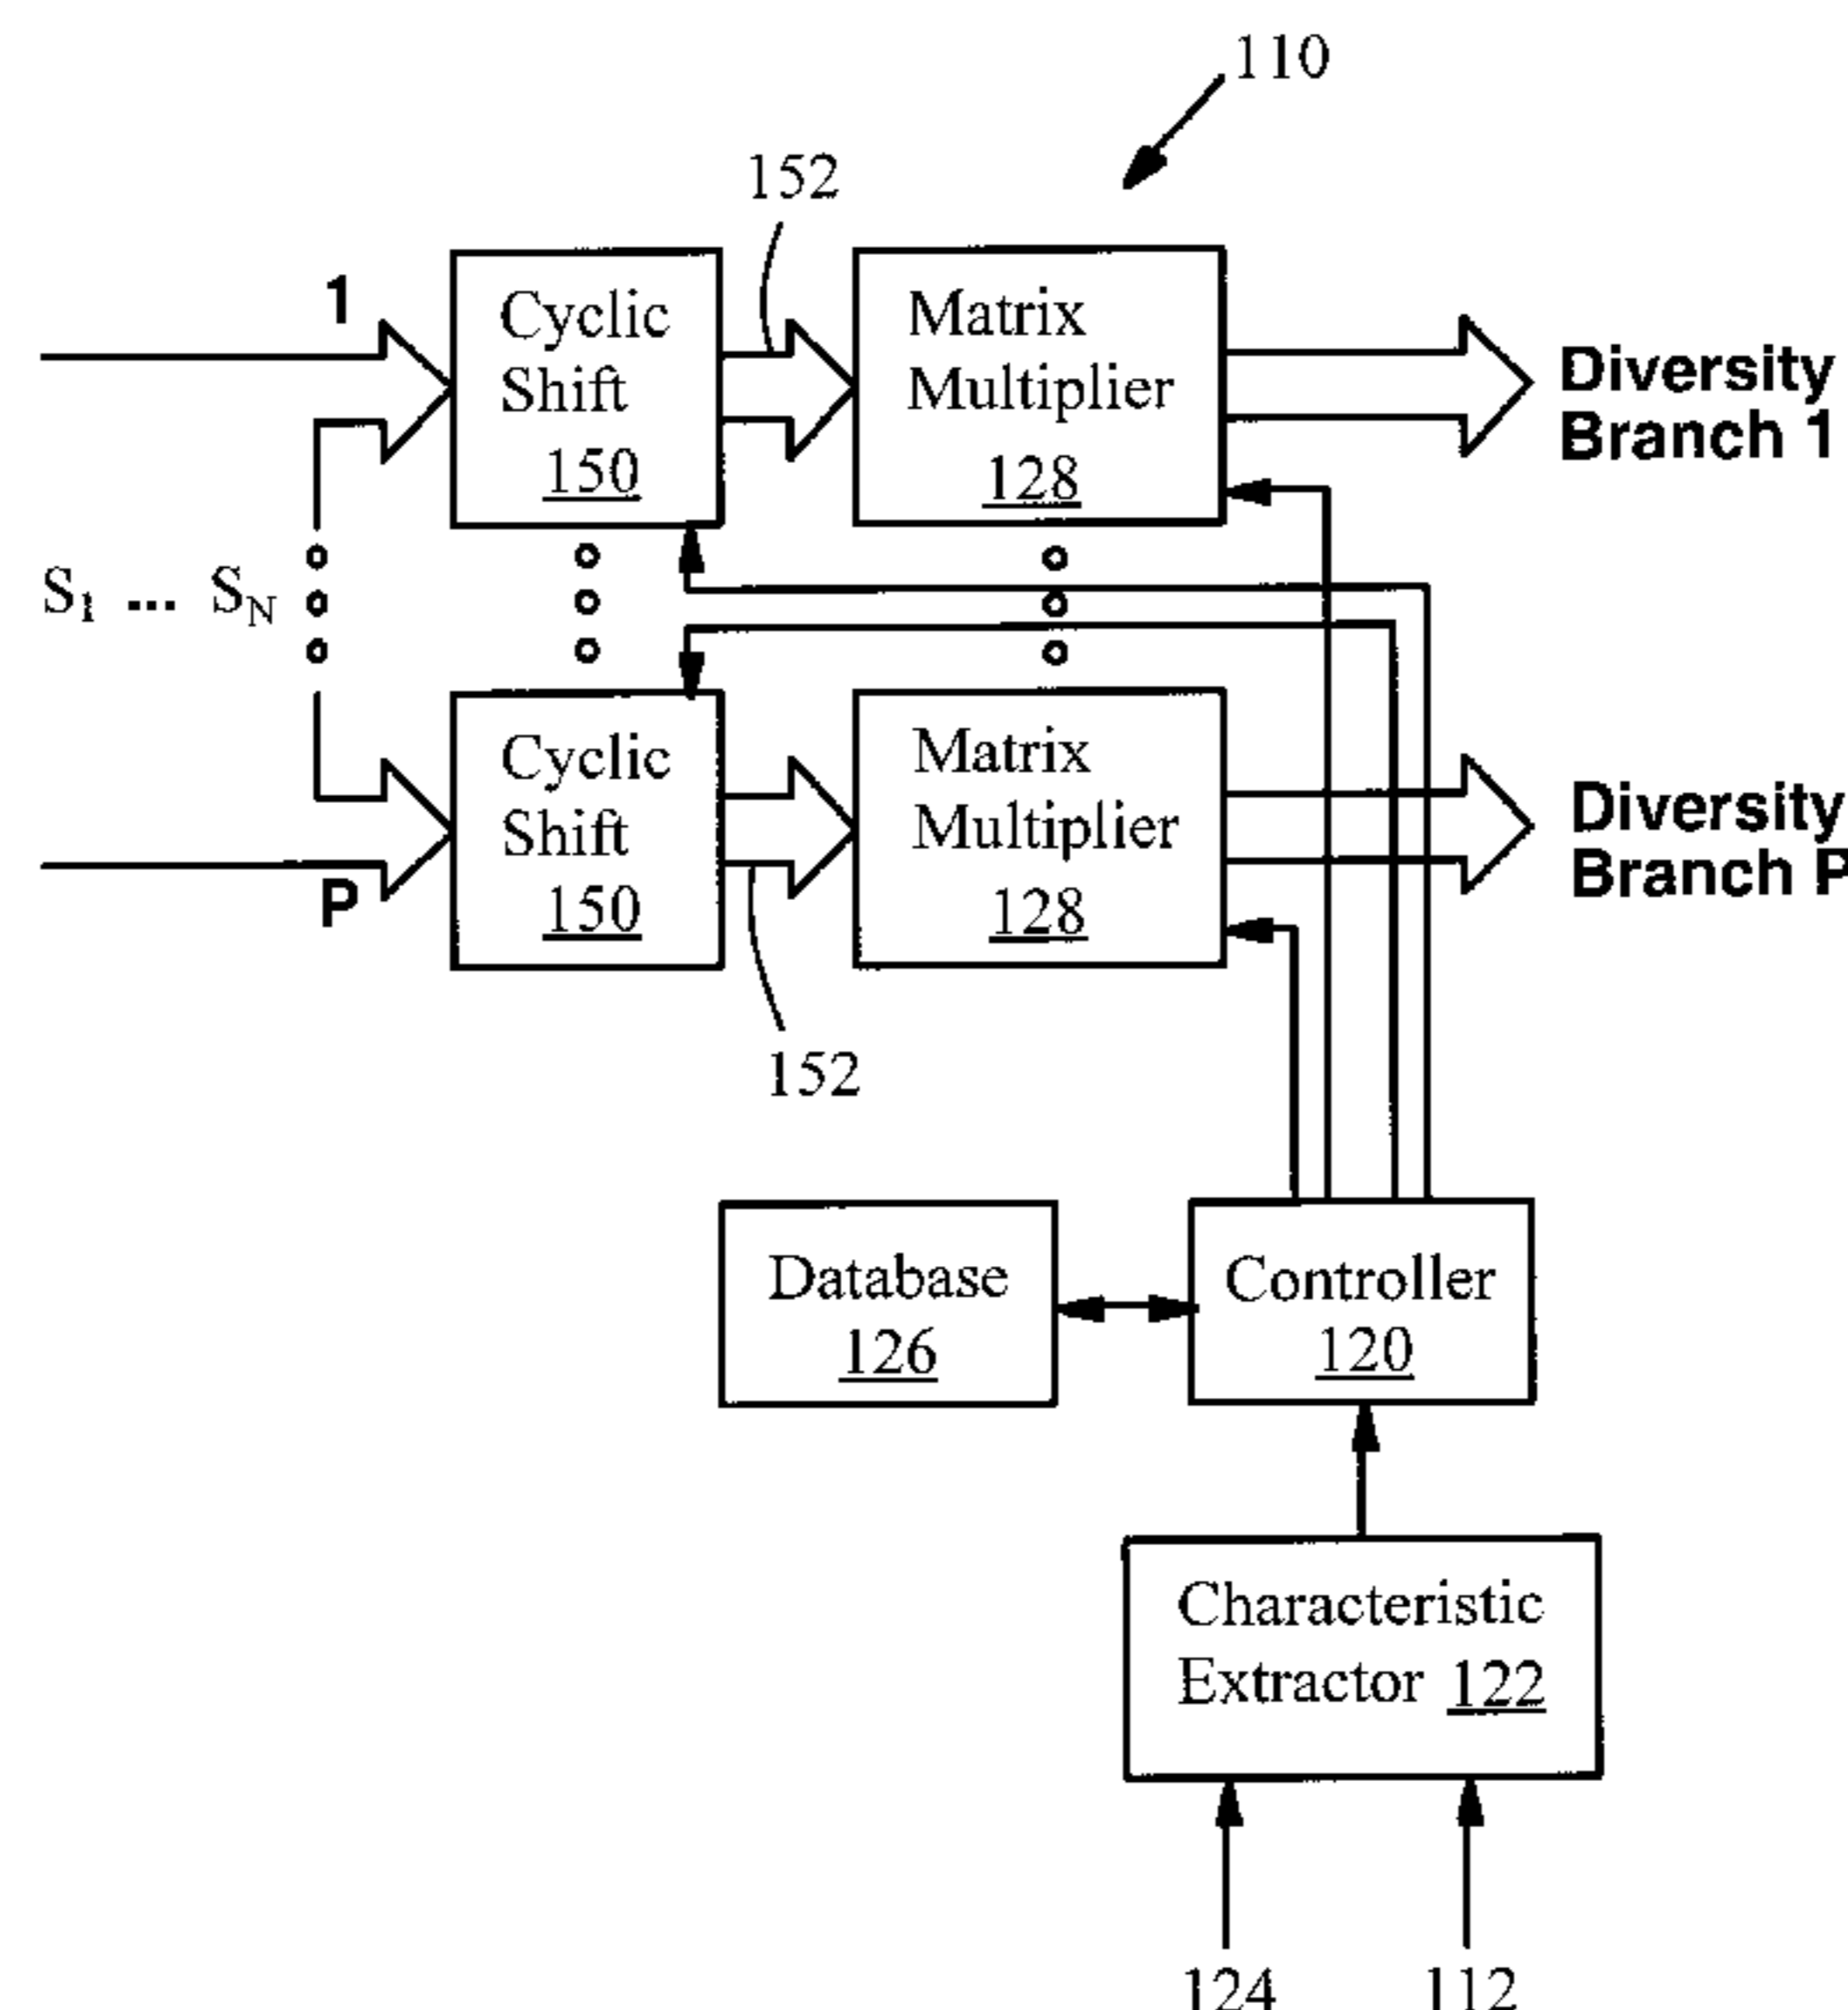 110
152
1
Cyclic
Shift
150
Matrix
Multiplier
128
Diversity
Branch 1
S1 ... SN
Cyclic
Shift
150
Matrix
Multiplier
128
Diversity
Branch P
P
152
Database
126
Controller
120
Characteristic
Extractor 122
124
112